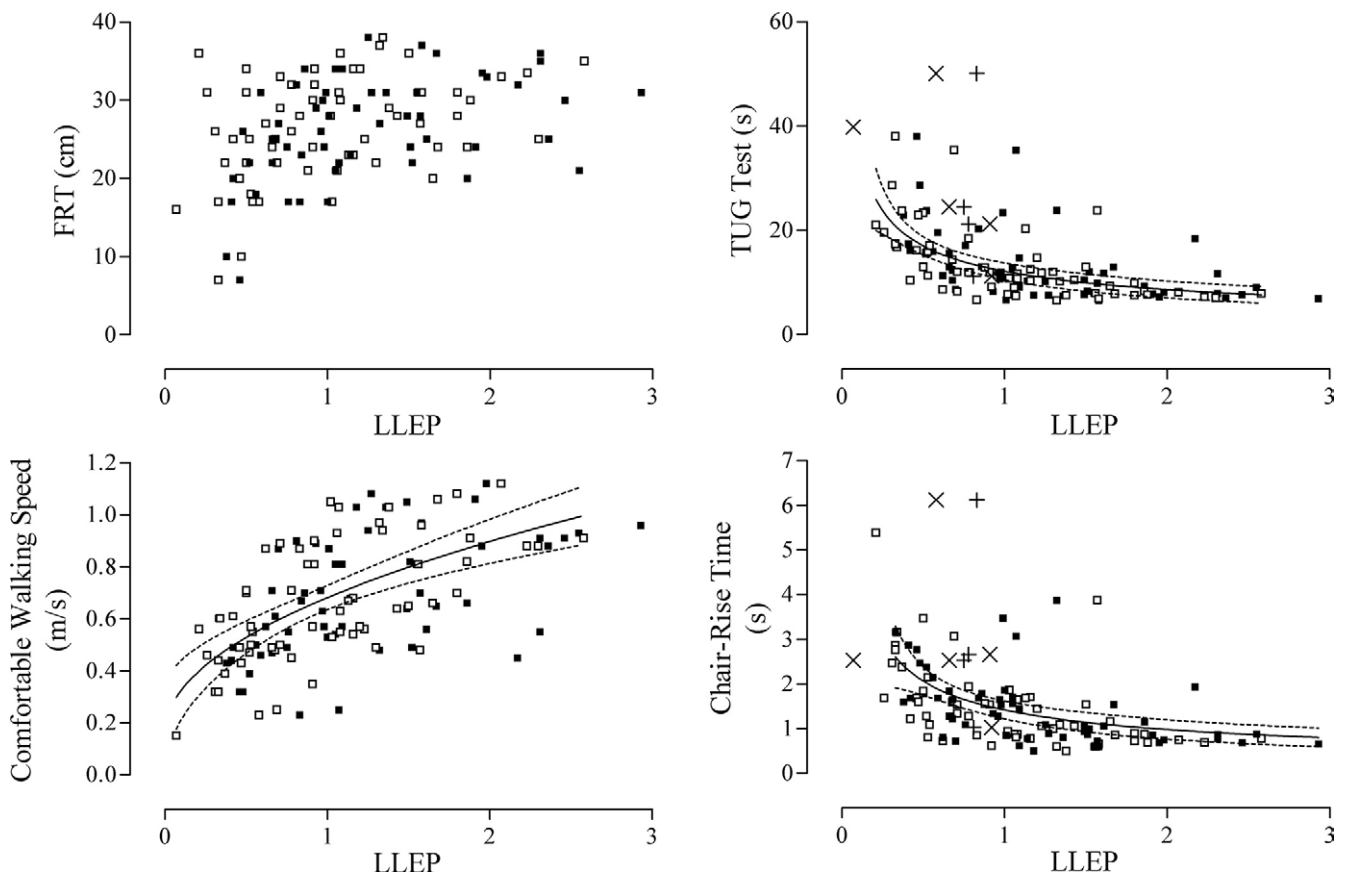 40
30
20
10
0
FRT (cm)
0 1 2 3
LLEP
60
40
20
0
TUG Test (s)
0 1 2 3
LLEP
1.2
1.0
0.8
0.6
0.4
0.2
0.0
Comfortable Walking Speed
(m/s)
0 1 2 3
LLEP
7
6
5
4
3
2
1
0
Chair-Rise Time
(s)
0 1 2 3
LLEP